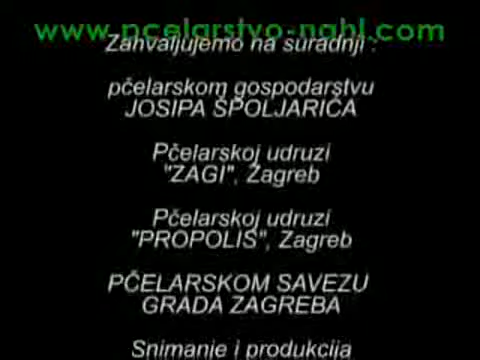 www.pcelarstvo-nahl.com
Zahvaljujemo na suradnji :
pčelarskom gospodarstvu
JOSIPA ŠPOLJARIĆA
Pčelarskoj udruzi
"ZAGI", Zagreb
Pčelarskoj udruzi
"PROPOLIS", Zagreb
PČELARSKOM SAVEZU
GRADA ZAGREBA
Snimanje i produkcija